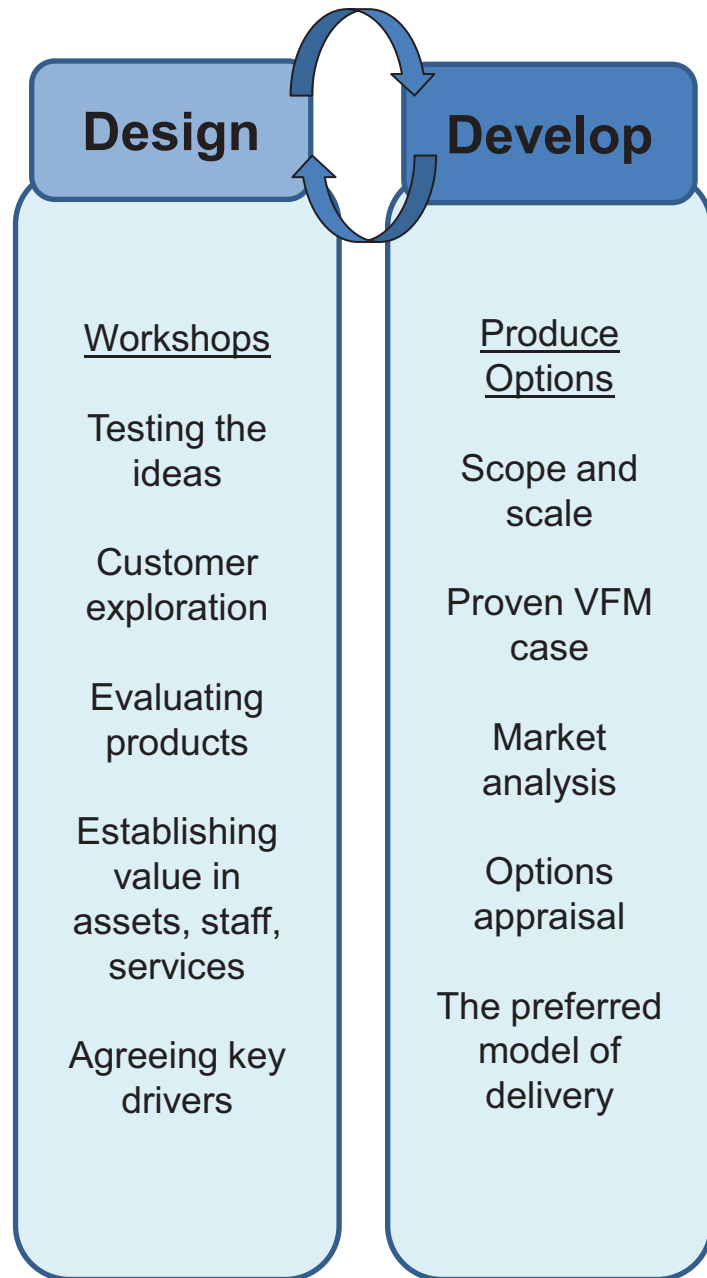 Design
Workshops
Testing the
ideas
Customer
exploration
Evaluating
products
Establishing
value in
assets, staff,
services
Agreeing key
drivers
Develop
Produce
Options
Scope and
scale
Proven VFM
case
Market
analysis
Options
appraisal
The preferred
model of
delivery